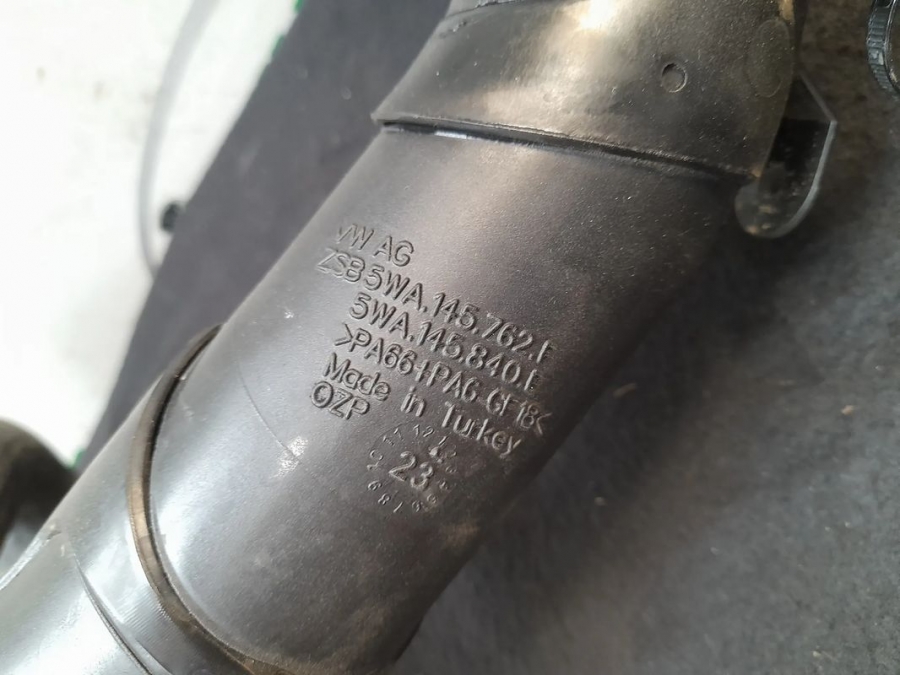 VW AG
ZSB 5WA.145.762.E
5WA.145.840.E
>PA66+PA6 GF18<
Made in Turkey
OZP
23